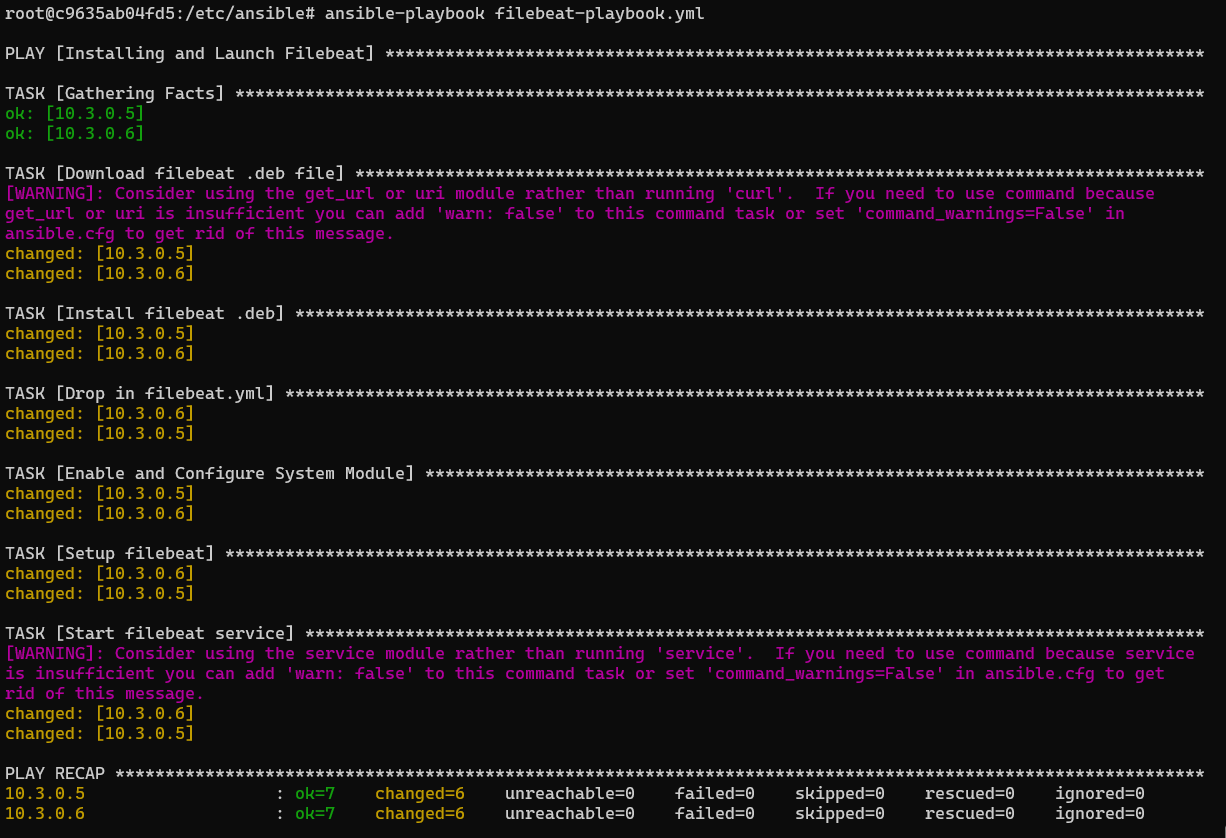 root@c9635ab04fd5:/etc/ansible# ansible-playbook filebeat-playbook.yml
PLAY [Installing and Launch Filebeat] **********************************************************************************
TASK [Gathering Facts] *************************************************************************************************
ok: [10.3.0.5]
ok: [10.3.0.6]
TASK [Download filebeat .deb file] *************************************************************************************
[WARNING]: Consider using the get_url or uri module rather than running 'curl'.  If you need to use command because
get_url or uri is insufficient you can add 'warn: false' to this command task or set 'command_warnings=False' in
ansible.cfg to get rid of this message.
changed: [10.3.0.5]
changed: [10.3.0.6]
TASK [Install filebeat .deb] *******************************************************************************************
changed: [10.3.0.5]
changed: [10.3.0.6]
TASK [Drop in filebeat.yml] ********************************************************************************************
changed: [10.3.0.6]
changed: [10.3.0.5]
TASK [Enable and Configure System Module] ******************************************************************************
changed: [10.3.0.5]
changed: [10.3.0.6]
TASK [Setup filebeat] **************************************************************************************************
changed: [10.3.0.6]
changed: [10.3.0.5]
TASK [Start filebeat service] ******************************************************************************************
[WARNING]: Consider using the service module rather than running 'service'.  If you need to use command because service
is insufficient you can add 'warn: false' to this command task or set 'command_warnings=False' in ansible.cfg to get
rid of this message.
changed: [10.3.0.6]
changed: [10.3.0.5]
PLAY RECAP *************************************************************************************************************
10.3.0.5                   : ok=7    changed=6    unreachable=0    failed=0    skipped=0    rescued=0    ignored=0
10.3.0.6                   : ok=7    changed=6    unreachable=0    failed=0    skipped=0    rescued=0    ignored=0